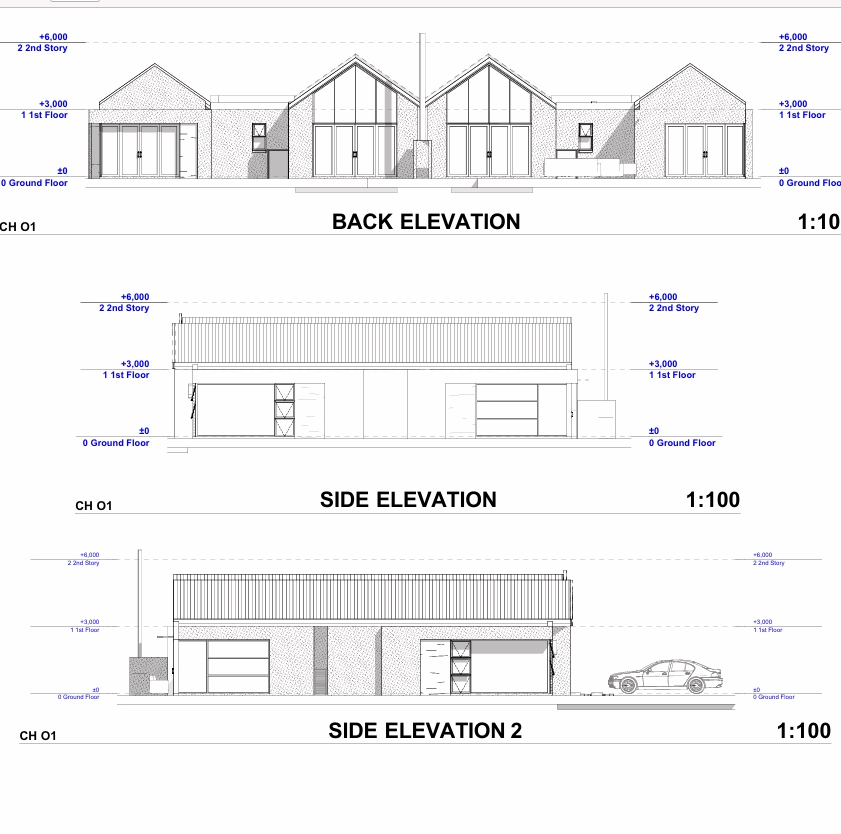 +6,000 +6,000
2 2nd Story 2 2nd Story
+3,000 +3,000
1 1st Floor 1 1st Floor
±0 ±0
0 Ground Floor 0 Ground Floo
CH O1 BACK ELEVATION 1:10
+6,000 +6,000
2 2nd Story 2 2nd Story
+3,000 +3,000
1 1st Floor 1 1st Floor
±0 ±0
0 Ground Floor 0 Ground Floor
CH O1 SIDE ELEVATION 1:100
+6,000 +6,000
2 2nd Story 2 2nd Story
+3,000 +3,000
1 1st Floor 1 1st Floor
±0 ±0
0 Ground Floor 0 Ground Floor
CH O1 SIDE ELEVATION 2 1:100